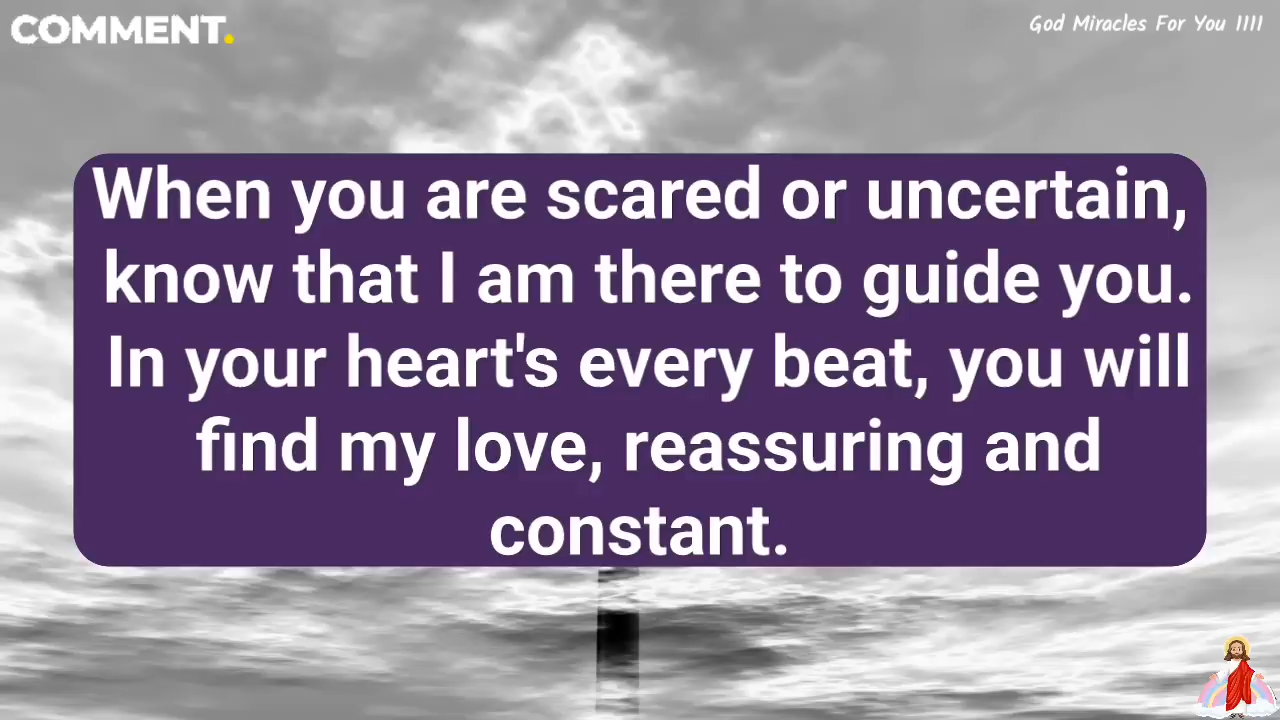 COMMENT.
God Miracles For You 1111
When you are scared or uncertain,
know that I am there to guide you.
In your heart's every beat, you will
find my love, reassuring and
constant.